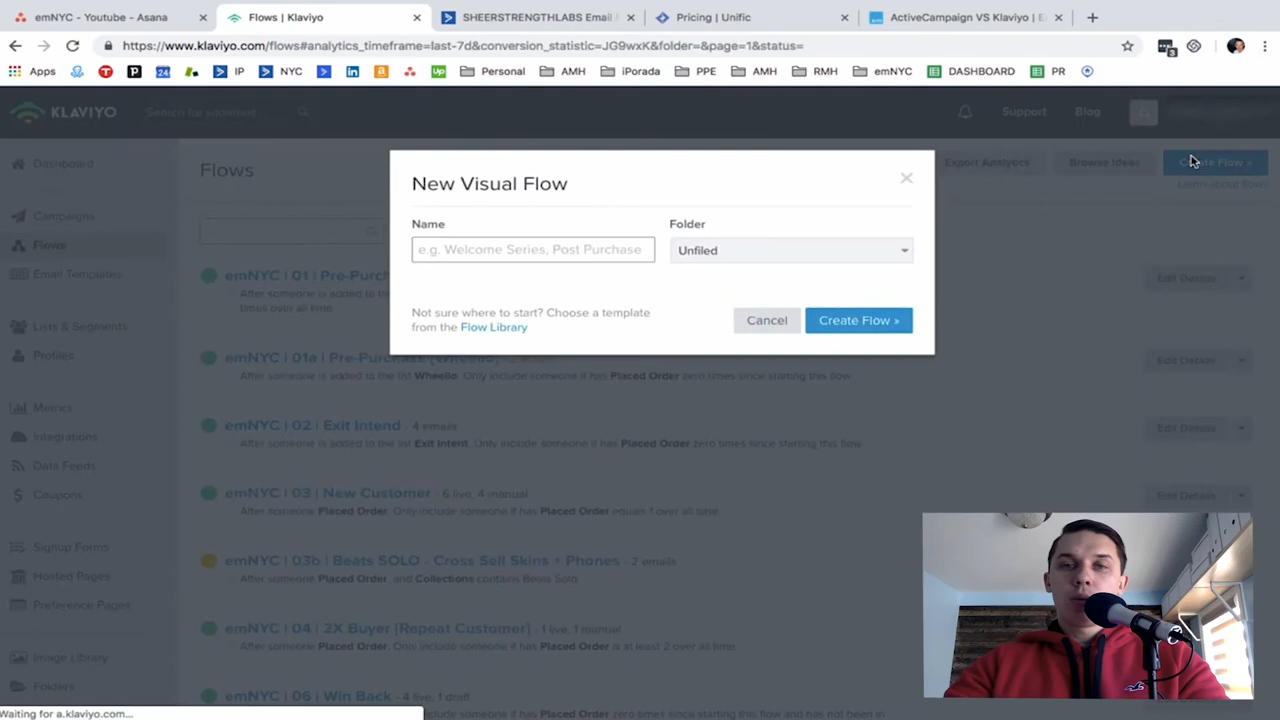 emNYC - Youtube - Asana
Flows | Klaviyo
SHEERSTRENGTHLABS Email
Pricing | Unific
ActiveCampaign VS Klaviyo | E
https://www.klaviyo.com/flows#analytics_timeframe=last-7d&conversion_statistic=JG9wxK&folder=&page=1&status=
3
Apps
24
IP
NYC
Up
Personal
AMH
iPorada
PPE
AMH
RMH
emNYC
DASHBOARD
PR
KLAVIYO
Search for someone...
Support
Blog
Dashboard
Campaigns
Flows
Email Templates
Lists & Segments
Profiles
Metrics
Integrations
Data Feeds
Coupons
Signup Forms
Hosted Pages
Preference Pages
Image Library
Folders
Flows
Export Analytics
Browse Ideas
Create Flow »
Learn about flows
New Visual Flow
×
Name
Folder
e.g. Welcome Series, Post Purchase
Unfiled
Not sure where to start? Choose a template
from the Flow Library
Cancel
Create Flow »
emNYC | 01 | Pre-Purch
After someone is added to the
times over all time.
Edit Details
emNYC | 01a | Pre-Purchase [Wheelio]
After someone is added to the list Wheelio. Only include someone if has Placed Order zero times since starting this flow.
Edit Details
emNYC | 02 | Exit Intend - 4 emails
After someone is added to the list Exit Intent. Only include someone if has Placed Order zero times since starting this flow.
Edit Details
emNYC | 03 | New Customer - 6 live, 4 manual
After someone Placed Order. Only include someone if has Placed Order equals 1 over all time.
Edit Details
emNYC | 03b | Beats SOLO - Cross Sell Skins + Phones - 2 emails
After someone Placed Order. and Collections contains Beats Solo.
emNYC | 04 | 2X Buyer [Repeat Customer] - 1 live, 1 manual
After someone Placed Order. Only include someone if has Placed Order is at least 2 over all time.
emNYC | 06 | Win Back - 4 live, 1 draft
After someone Placed Order. Only include someone if has Placed Order zero times since starting this flow and has not been in
Waiting for a.klaviyo.com...